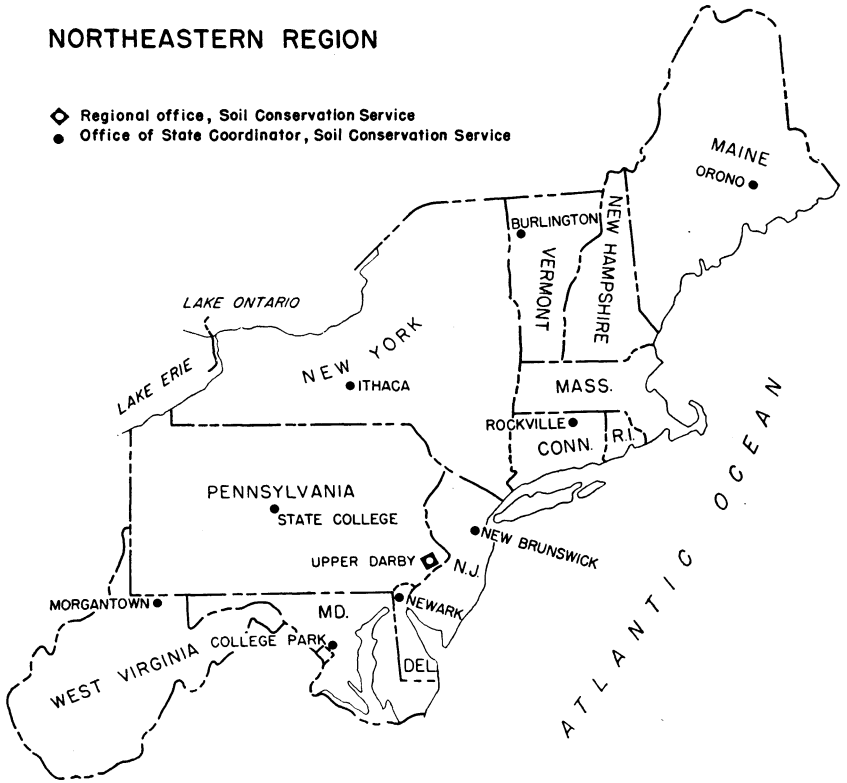 NORTHEASTERN REGION
Regional office, Soil Conservation Service
Office of State Coordinator, Soil Conservation Service
MAINE
ORONO
BURLINGTON
NEW HAMPSHIRE
VERMONT
LAKE ONTARIO
NEW YORK
LAKE ERIE
ITHACA
MASS.
ROCKVILLE
CONN.
R.I.
ATLANTIC OCEAN
PENNSYLVANIA
STATE COLLEGE
NEW BRUNSWICK
UPPER DARBY
N.J.
MORGANTOWN
NEWARK
MD.
COLLEGE PARK
WEST VIRGINIA
DEL